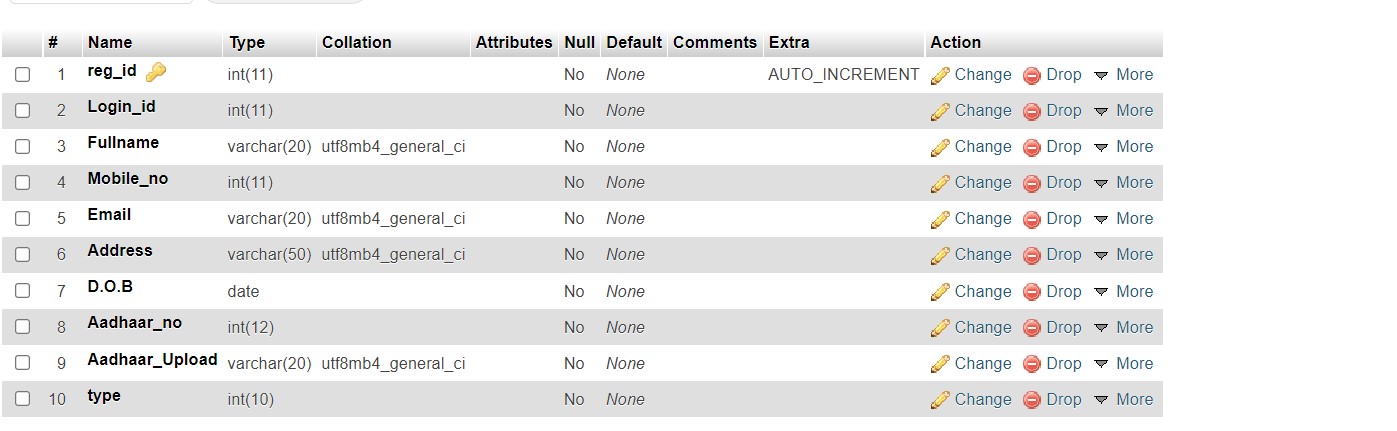 # Name Type Collation Attributes Null Default Comments Extra Action
1 reg_id int(11) No None AUTO_INCREMENT Change Drop More
2 Login_id int(11) No None Change Drop More
3 Fullname varchar(20) utf8mb4_general_ci No None Change Drop More
4 Mobile_no int(11) No None Change Drop More
5 Email varchar(20) utf8mb4_general_ci No None Change Drop More
6 Address varchar(50) utf8mb4_general_ci No None Change Drop More
7 D.O.B date No None Change Drop More
8 Aadhaar_no int(12) No None Change Drop More
9 Aadhaar_Upload varchar(20) utf8mb4_general_ci No None Change Drop More
10 type int(10) No None Change Drop More